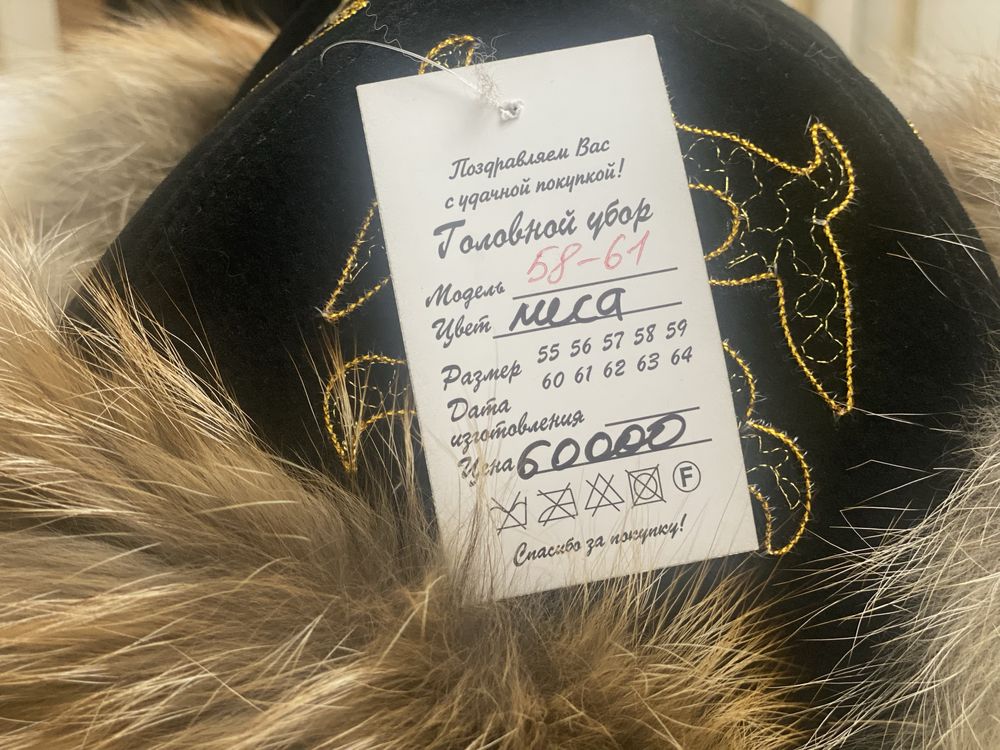 Поздравляем Вас
с удачной покупкой!
Головной убор
58-61
Модель
Цвет лиса
Размер 55 56 57 58 59
60 61 62 63 64
Дата
изготовления
Цена 60000
F
Спасибо за покупку!